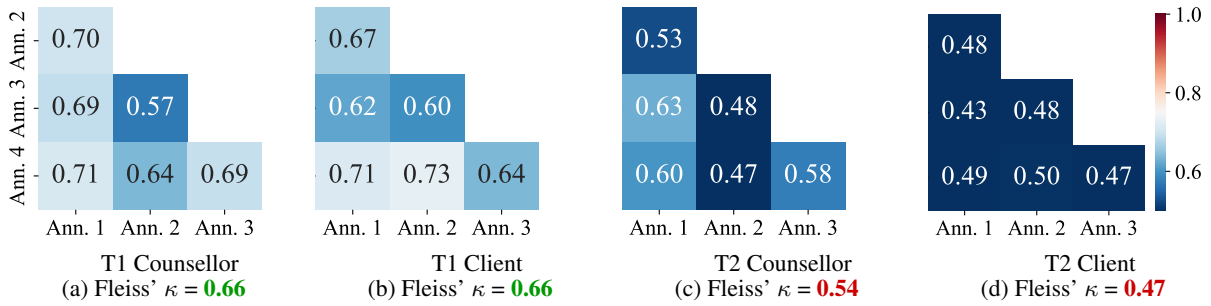 Ann. 2
0.70
Ann. 3
0.69 0.57
Ann. 4
0.71 0.64 0.69
Ann. 1 Ann. 2 Ann. 3
T1 Counsellor
(a) Fleiss’ κ = 0.66
0.67
0.62 0.60
0.71 0.73 0.64
Ann. 1 Ann. 2 Ann. 3
T1 Client
(b) Fleiss’ κ = 0.66
0.53
0.63 0.48
0.60 0.47 0.58
Ann. 1 Ann. 2 Ann. 3
T2 Counsellor
(c) Fleiss’ κ = 0.54
0.48
0.43 0.48
0.49 0.50 0.47
Ann. 1 Ann. 2 Ann. 3
T2 Client
(d) Fleiss’ κ = 0.47
1.0
0.8
0.6